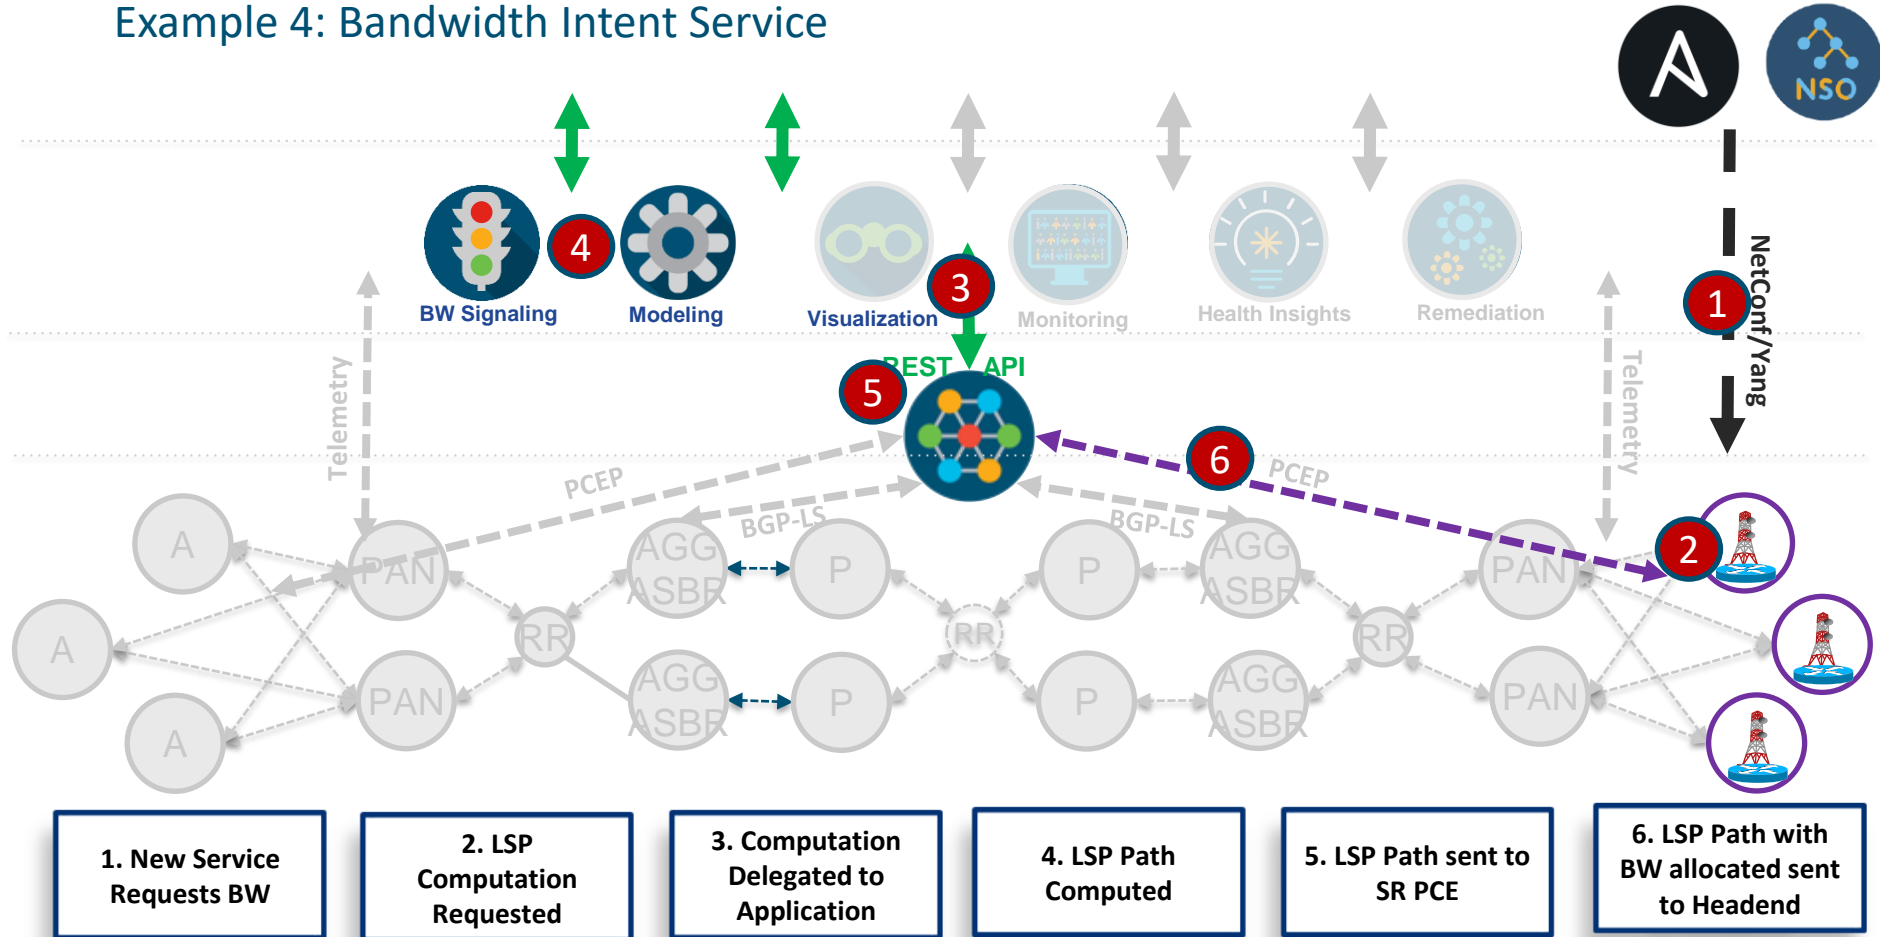 Example 4: Bandwidth Intent Service
NSO
4
3
1
BW Signaling
Modeling
Visualization
Monitoring
Health Insights
Remediation
NetConf/Yang
Telemetry
REST API
5
Telemetry
6
PCEP
PCEP
BGP-LS
BGP-LS
2
A
PAN
AGG
ASBR
P
P
AGG
ASBR
PAN
A
RR
RR
RR
A
PAN
AGG
ASBR
P
P
AGG
ASBR
PAN
1. New Service
Requests BW
2. LSP
Computation
Requested
3. Computation
Delegated to
Application
4. LSP Path
Computed
5. LSP Path sent to
SR PCE
6. LSP Path with
BW allocated sent
to Headend